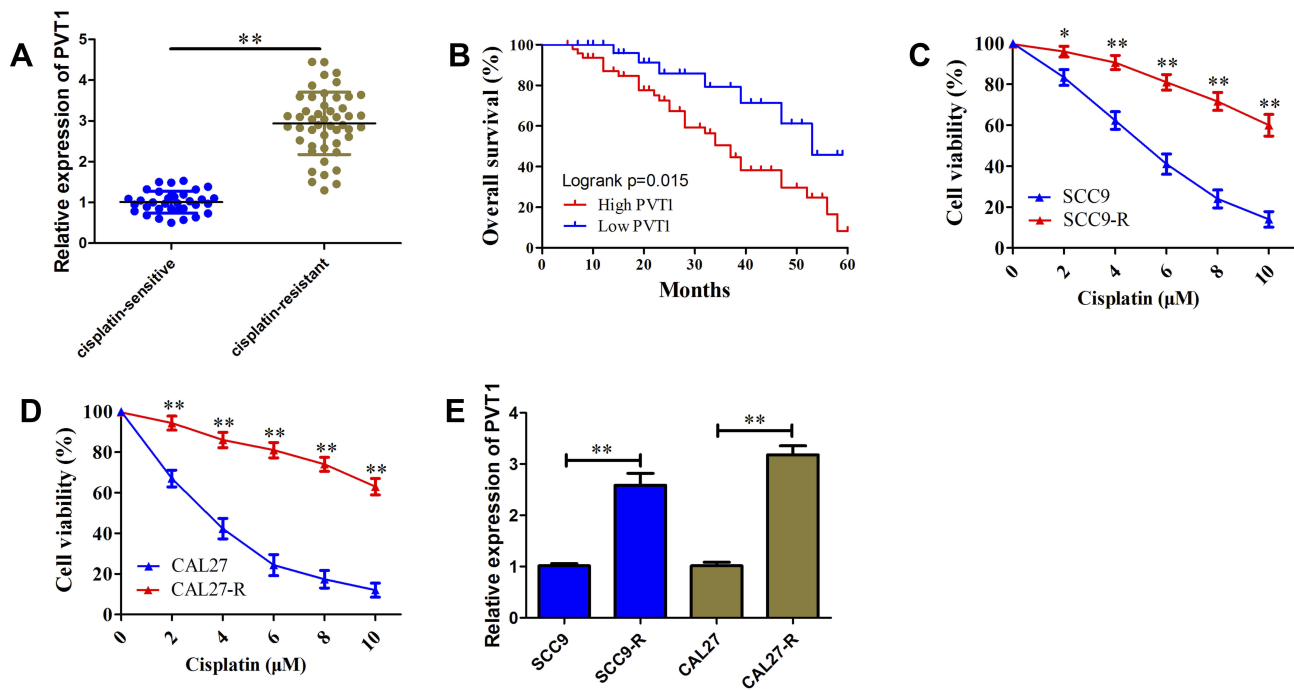 A
Relative expression of PVT1
5
4
3
2
1
0
**
cisplatin-sensitive
cisplatin-resistant
B
Overall survival (%)
100
80
60
40
20
0
Logrank p=0.015
High PVT1
Low PVT1
0 10 20 30 40 50 60
Months
C
Cell viability (%)
100
80
60
40
20
0
* ** ** ** **
SCC9
SCC9-R
0 2 4 6 8 10
Cisplatin (μM)
D
Cell viability (%)
100
80
60
40
20
0
** ** ** ** **
CAL27
CAL27-R
0 2 4 6 8 10
Cisplatin (μM)
E
Relative expression of PVT1
4
3
2
1
0
** **
SCC9 SCC9-R CAL27 CAL27-R